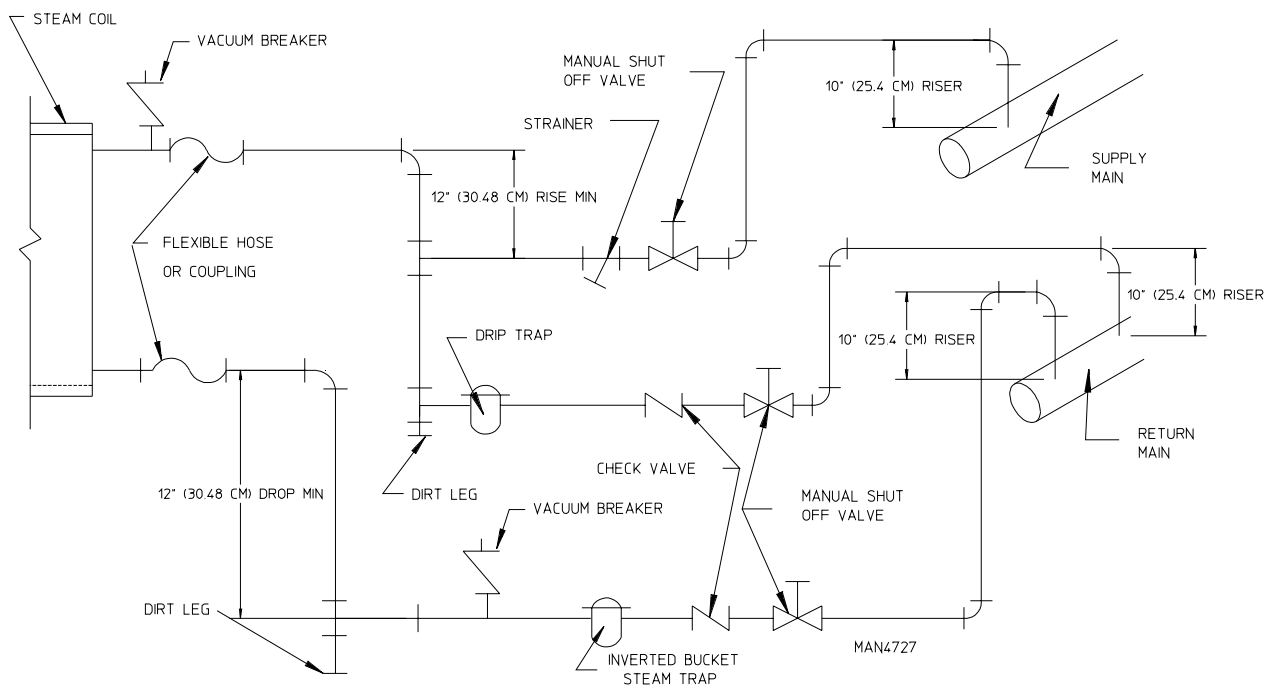 STEAM COIL
VACUUM BREAKER
MANUAL SHUT
OFF VALVE
10" (25.4 CM) RISER
STRAINER
SUPPLY
MAIN
12" (30.48 CM) RISE MIN
FLEXIBLE HOSE
OR COUPLING
10" (25.4 CM) RISER
10" (25.4 CM) RISER
DRIP TRAP
RETURN
MAIN
CHECK VALVE
12" (30.48 CM) DROP MIN
DIRT LEG
MANUAL SHUT
OFF VALVE
VACUUM BREAKER
DIRT LEG
MAN4727
INVERTED BUCKET
STEAM TRAP